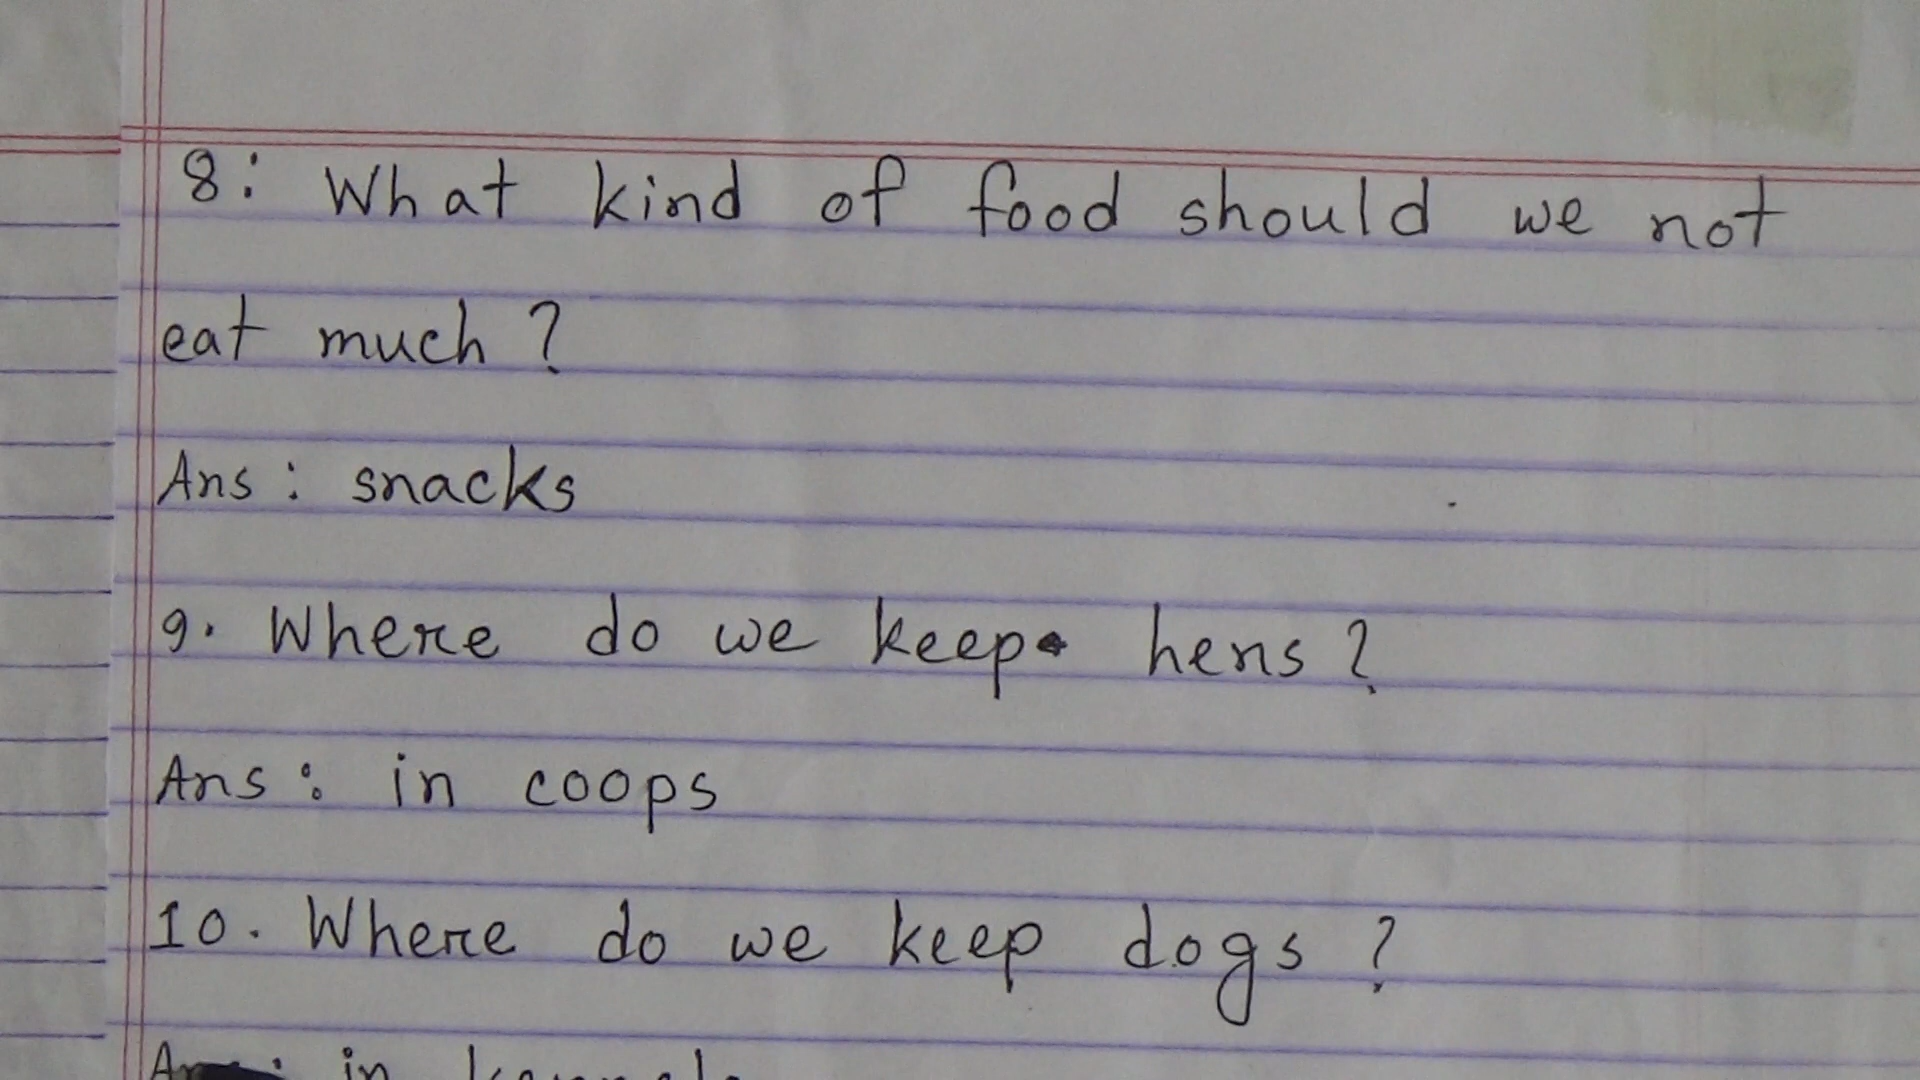 8: What kind of food should we not
eat much ?
Ans : snacks
9. Where do we keep hens ?
Ans : in coops
10. Where do we keep dogs ?
in